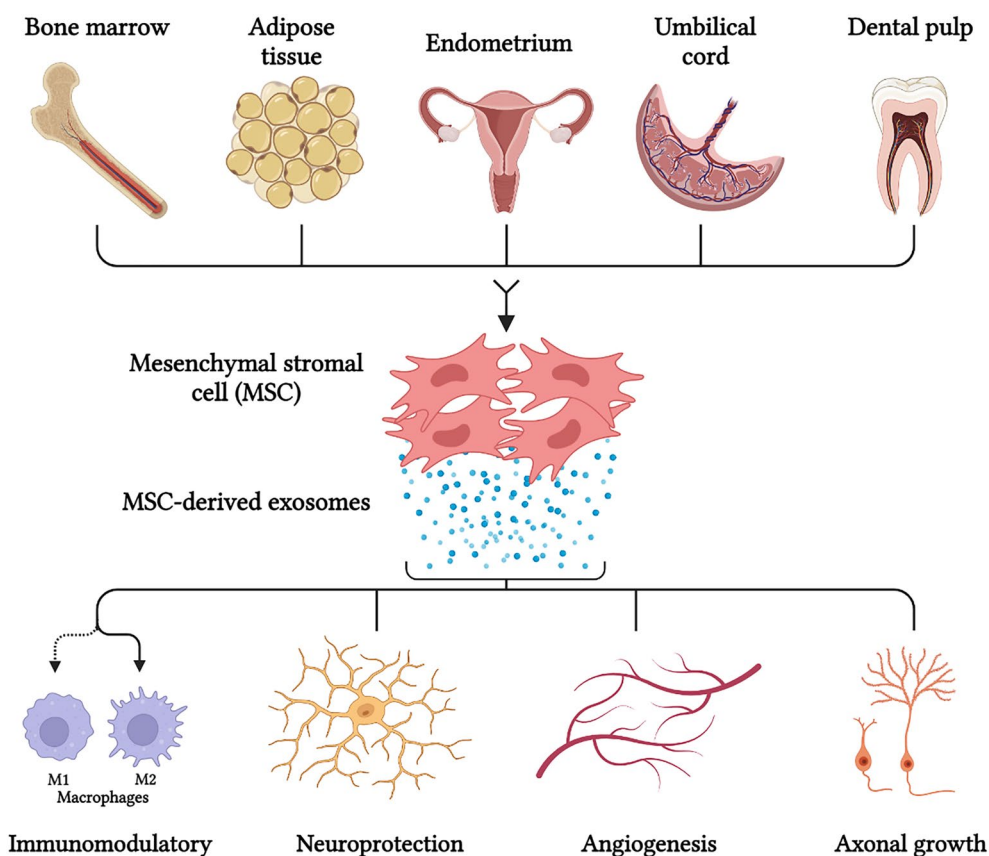 Bone marrow
Adipose
tissue
Endometrium
Umbilical
cord
Dental pulp
Mesenchymal stromal
cell (MSC)
MSC-derived exosomes
M1
M2
Macrophages
Immunomodulatory
Neuroprotection
Angiogenesis
Axonal growth